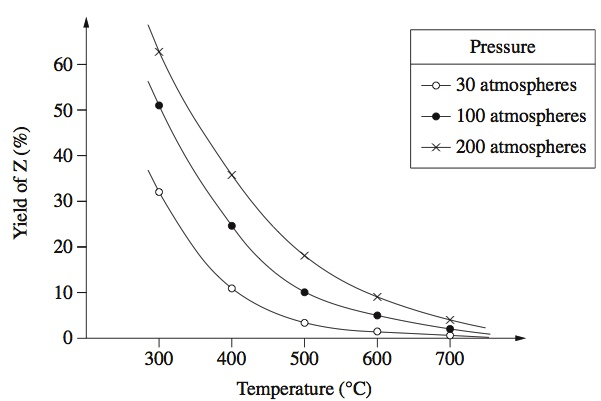 Yield of Z (%)
60
50
40
30
20
10
0
300 400 500 600 700
Temperature (°C)
Pressure
30 atmospheres
100 atmospheres
200 atmospheres